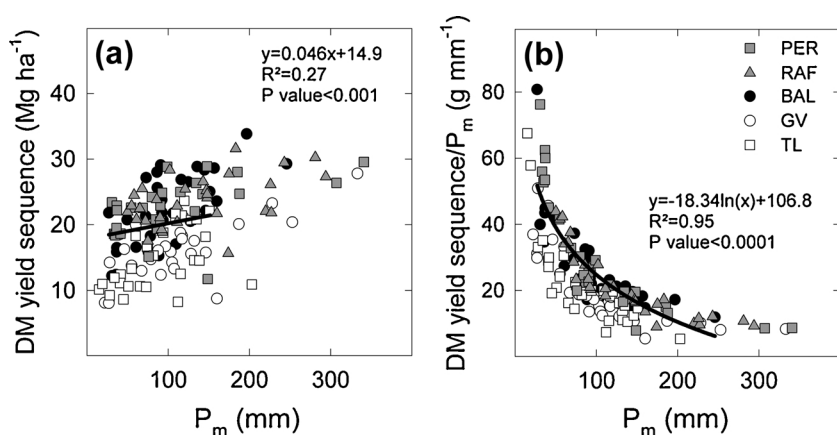 (a)
y=0.046x+14.9
R²=0.27
P value<0.001
DM yield sequence (Mg ha⁻¹)
40
30
20
10
100
200
300
Pₘ (mm)
(b)
PER
RAF
BAL
GV
TL
y=-18.34ln(x)+106.8
R²=0.95
P value<0.0001
DM yield sequence/Pₘ (g mm⁻¹)
80
60
40
20
100
200
300
Pₘ (mm)